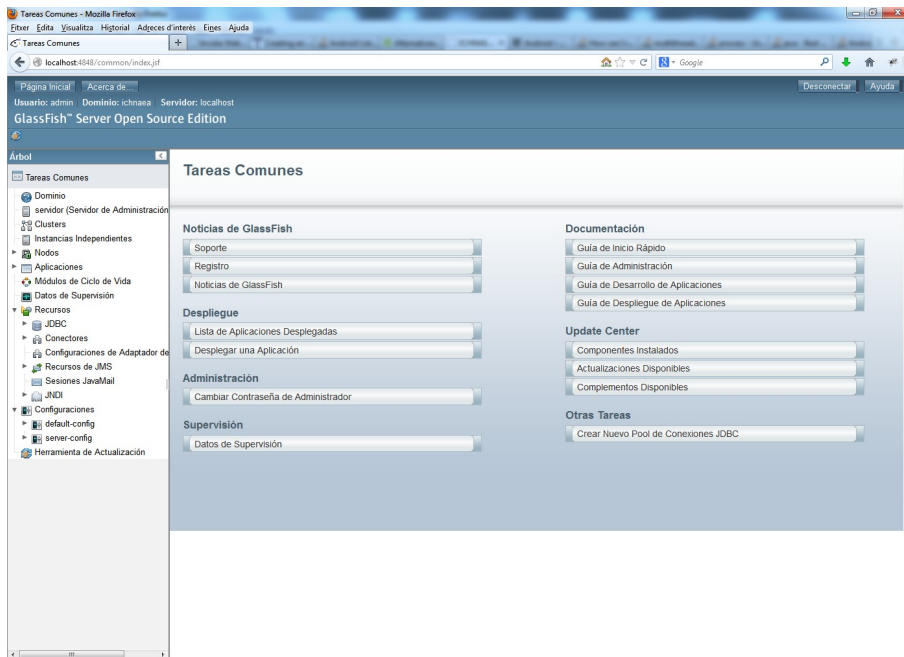 Tareas Comunes - Mozilla Firefox
Fitxer Edita Visualitza Historial Adreces d'interès Eines Ajuda
Tareas Comunes
localhost:4848/common/index.jsf
Google
Página Inicial Acerca de...
Desconectar Ayuda
Usuario: admin Dominio: ichnaea Servidor: localhost
GlassFish™ Server Open Source Edition
Árbol
Tareas Comunes
Dominio
servidor (Servidor de Administración
Clusters
Instancias Independientes
Nodos
Aplicaciones
Módulos de Ciclo de Vida
Datos de Supervisión
Recursos
JDBC
Conectores
Configuraciones de Adaptador de
Recursos de JMS
Sesiones JavaMail
JNDI
Configuraciones
default-config
server-config
Herramienta de Actualización
Tareas Comunes
Noticias de GlassFish
Soporte
Registro
Noticias de GlassFish
Despliegue
Lista de Aplicaciones Desplegadas
Desplegar una Aplicación
Administración
Cambiar Contraseña de Administrador
Supervisión
Datos de Supervisión
Documentación
Guía de Inicio Rápido
Guía de Administración
Guía de Desarrollo de Aplicaciones
Guía de Despliegue de Aplicaciones
Update Center
Componentes Instalados
Actualizaciones Disponibles
Complementos Disponibles
Otras Tareas
Crear Nuevo Pool de Conexiones JDBC